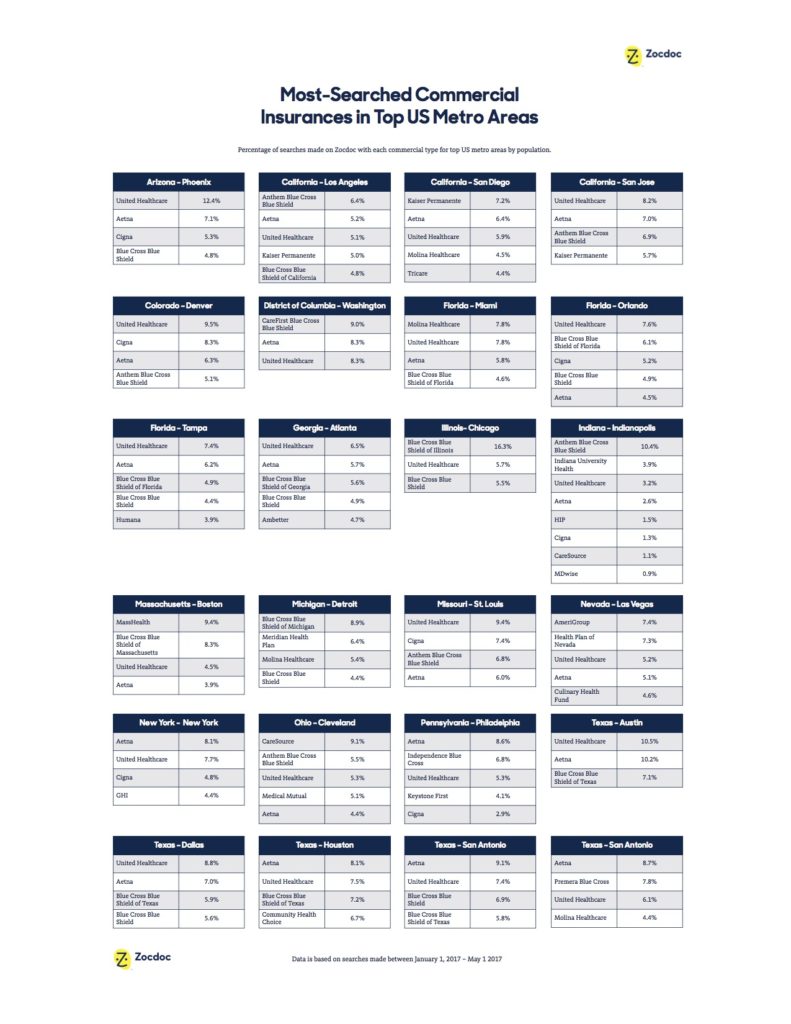 Zocdoc
Most-Searched Commercial
Insurances in Top US Metro Areas
Percentage of searches made on Zocdoc with each commercial type for top US metro areas by population.
Arizona – Phoenix
United Healthcare 12.4%
Aetna 7.1%
Cigna 5.3%
Blue Cross Blue
Shield 4.8%
California – Los Angeles
Anthem Blue Cross
Blue Shield 6.4%
Aetna 5.2%
United Healthcare 5.1%
Kaiser Permanente 5.0%
Blue Cross Blue
Shield of California 4.8%
California – San Diego
Kaiser Permanente 7.2%
Aetna 6.4%
United Healthcare 5.9%
Molina Healthcare 4.5%
Tricare 4.4%
California – San Jose
United Healthcare 8.2%
Aetna 7.0%
Anthem Blue Cross
Blue Shield 6.9%
Kaiser Permanente 5.7%
Colorado – Denver
United Healthcare 9.5%
Cigna 8.3%
Aetna 6.3%
Anthem Blue Cross
Blue Shield 5.1%
District of Columbia – Washington
CareFirst Blue Cross
Blue Shield 9.0%
Aetna 8.3%
United Healthcare 8.3%
Florida – Miami
Molina Healthcare 7.8%
United Healthcare 7.8%
Aetna 5.8%
Blue Cross Blue
Shield of Florida 4.6%
Florida – Orlando
United Healthcare 7.6%
Blue Cross Blue
Shield of Florida 6.1%
Cigna 5.2%
Blue Cross Blue
Shield 4.9%
Aetna 4.5%
Florida – Tampa
United Healthcare 7.4%
Aetna 6.2%
Blue Cross Blue
Shield of Florida 4.9%
Blue Cross Blue
Shield 4.4%
Humana 3.9%
Georgia – Atlanta
United Healthcare 6.5%
Aetna 5.7%
Blue Cross Blue
Shield of Georgia 5.6%
Blue Cross Blue
Shield 4.9%
Ambetter 4.7%
Illinois- Chicago
Blue Cross Blue
Shield of Illinois 16.3%
United Healthcare 5.7%
Blue Cross Blue
Shield 5.5%
Indiana – Indianapolis
Anthem Blue Cross
Blue Shield 10.4%
Indiana University
Health 3.9%
United Healthcare 3.2%
Aetna 2.6%
HIP 1.5%
Cigna 1.3%
CareSource 1.1%
MDwise 0.9%
Massachusetts – Boston
MassHealth 9.4%
Blue Cross Blue
Shield of
Massachusetts 8.3%
United Healthcare 4.5%
Aetna 3.9%
Michigan – Detroit
Blue Cross Blue
Shield of Michigan 8.9%
Meridian Health
Plan 6.4%
Molina Healthcare 5.4%
Blue Cross Blue
Shield 4.4%
Missouri – St. Louis
United Healthcare 9.4%
Cigna 7.4%
Anthem Blue Cross
Blue Shield 6.8%
Aetna 6.0%
Nevada – Las Vegas
AmeriGroup 7.4%
Health Plan of
Nevada 7.3%
United Healthcare 5.2%
Aetna 5.1%
Culinary Health
Fund 4.6%
New York – New York
Aetna 8.1%
United Healthcare 7.7%
Cigna 4.8%
GHI 4.4%
Ohio – Cleveland
CareSource 9.1%
Anthem Blue Cross
Blue Shield 5.5%
United Healthcare 5.3%
Medical Mutual 5.1%
Aetna 4.4%
Pennsylvania – Philadelphia
Aetna 8.6%
Independence Blue
Cross 6.8%
United Healthcare 5.3%
Keystone First 4.1%
Cigna 2.9%
Texas – Austin
United Healthcare 10.5%
Aetna 10.2%
Blue Cross Blue
Shield of Texas 7.1%
Texas – Dallas
United Healthcare 8.8%
Aetna 7.0%
Blue Cross Blue
Shield of Texas 5.9%
Blue Cross Blue
Shield 5.6%
Texas – Houston
Aetna 8.1%
United Healthcare 7.5%
Blue Cross Blue
Shield of Texas 7.2%
Community Health
Choice 6.7%
Texas – San Antonio
Aetna 9.1%
United Healthcare 7.4%
Blue Cross Blue
Shield 6.9%
Blue Cross Blue
Shield of Texas 5.8%
Texas – San Antonio
Aetna 8.7%
Premera Blue Cross 7.8%
United Healthcare 6.1%
Molina Healthcare 4.4%
Zocdoc
Data is based on searches made between January 1, 2017 – May 1 2017